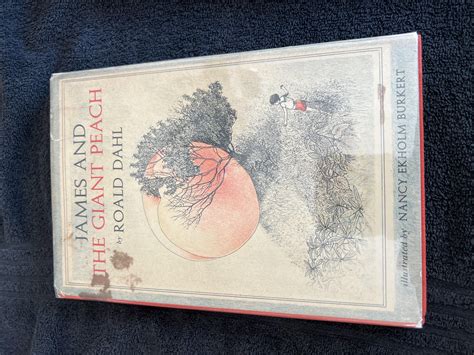 JAMES AND
THE GIANT PEACH
by ROALD DAHL
illustrated by NANCY EKHOLM BURKERT